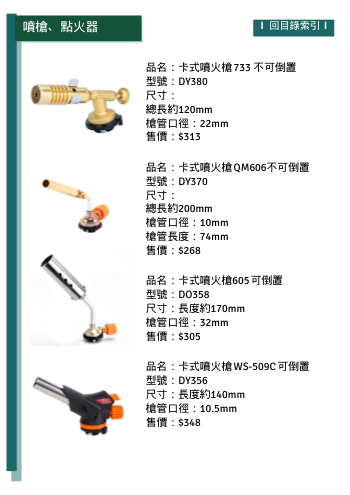 噴槍、點火器
回目錄索引
品名：卡式噴火槍733 不可倒置
型號：DY380
尺寸：
總長約120mm
槍管口徑：22mm
售價：$313
品名：卡式噴火槍QM606不可倒置
型號：DY370
尺寸：
總長約200mm
槍管口徑：10mm
槍管長度：74mm
售價：$268
品名：卡式噴火槍605可倒置
型號：DO358
尺寸：長度約170mm
槍管口徑：32mm
售價：$305
品名：卡式噴火槍WS-509C可倒置
型號：DY356
尺寸：長度約140mm
槍管口徑：10.5mm
售價：$348